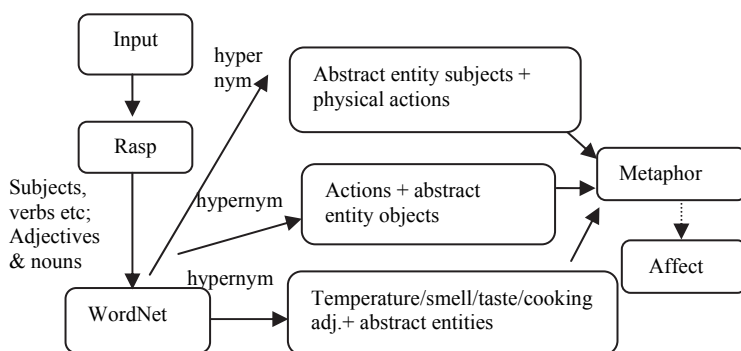 Input
Rasp
Subjects,
verbs etc;
Adjectives
& nouns
WordNet
hyper
nym
hypernym
hypernym
Abstract entity subjects +
physical actions
Actions + abstract
entity objects
Temperature/smell/taste/cooking
adj.+ abstract entities
Metaphor
Affect